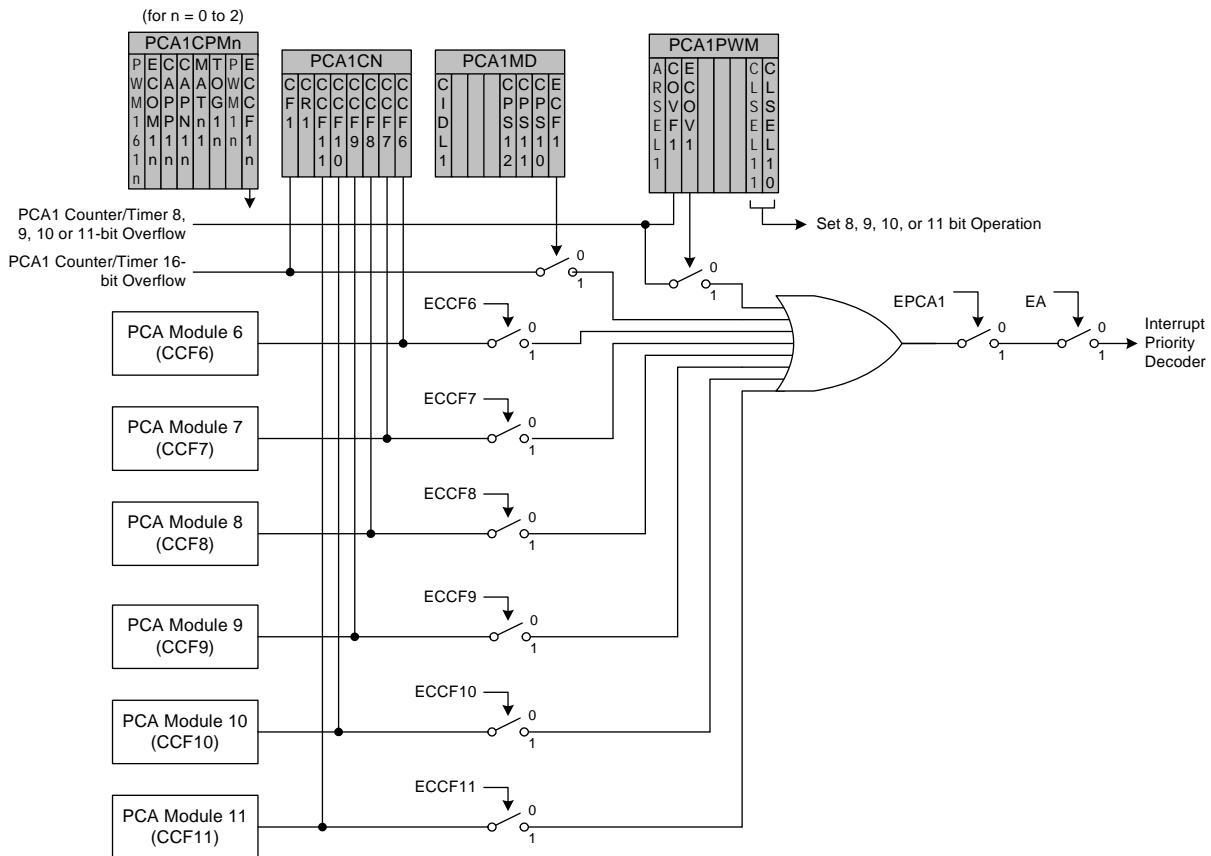 (for n = 0 to 2)
PCA1CPMn
PWM161n
ECOM1n
CAPP1n
CAPN1n
MATn1
TOG1n
PWM1n
ECCF1n
PCA1CN
CF1
CR1
CCF11
CCF10
CCF9
CCF8
CCF7
CCF6
PCA1MD
CIDL1
CPS12
CPS11
CPS10
ECF1
PCA1PWM
ARSEL1
COVF1
ECOV1
CLSEL11
CLSEL10
PCA1 Counter/Timer 8,
9, 10 or 11-bit Overflow
Set 8, 9, 10, or 11 bit Operation
PCA1 Counter/Timer 16-
bit Overflow
0
1
0
1
PCA Module 6
(CCF6)
ECCF6
0
1
EPCA1
0
1
EA
0
1
Interrupt
Priority
Decoder
PCA Module 7
(CCF7)
ECCF7
0
1
PCA Module 8
(CCF8)
ECCF8
0
1
PCA Module 9
(CCF9)
ECCF9
0
1
PCA Module 10
(CCF10)
ECCF10
0
1
PCA Module 11
(CCF11)
ECCF11
0
1